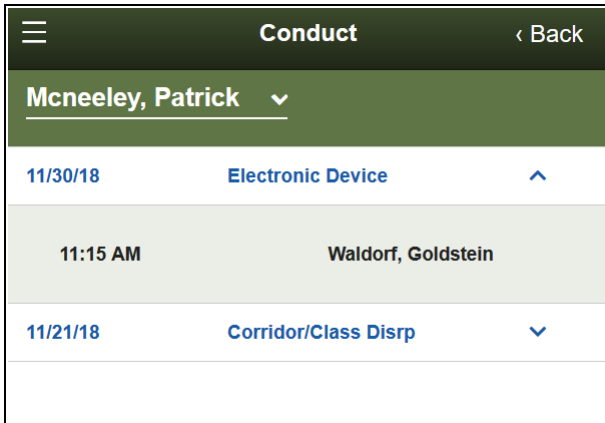 Conduct ‹ Back
Mcneeley, Patrick
11/30/18 Electronic Device
11:15 AM Waldorf, Goldstein
11/21/18 Corridor/Class Disrp